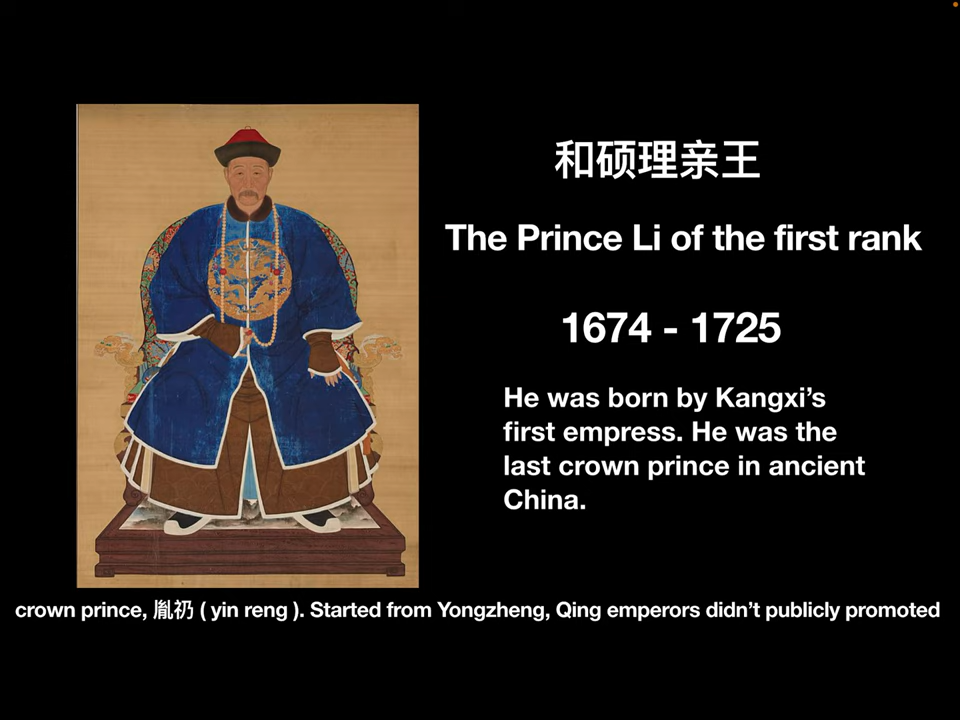 和硕理亲王
The Prince Li of the first rank
1674 - 1725
He was born by Kangxi’s
first empress. He was the
last crown prince in ancient
China.
crown prince, 胤礽 ( yin reng ). Started from Yongzheng, Qing emperors didn’t publicly promoted